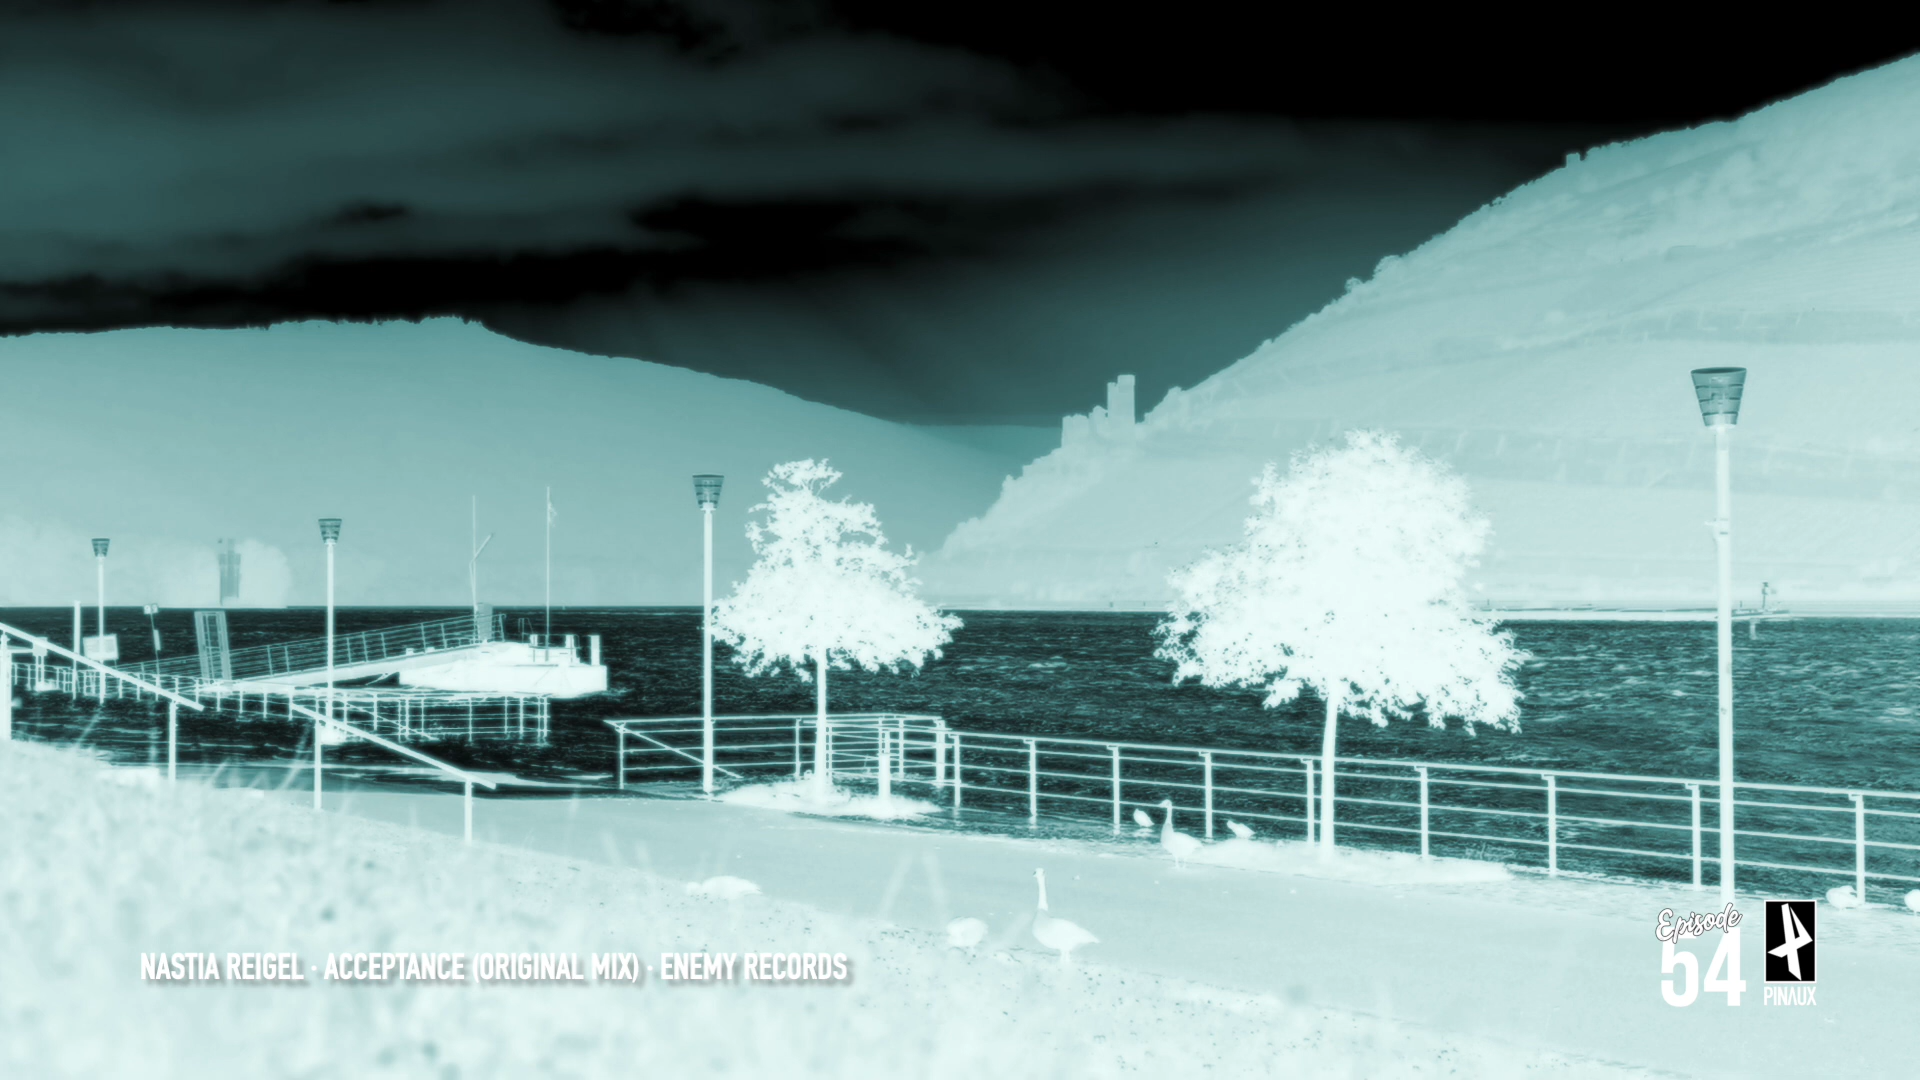 NASTIA REIGEL · ACCEPTANCE (ORIGINAL MIX) · ENEMY RECORDS
Episode
54
PINAUX